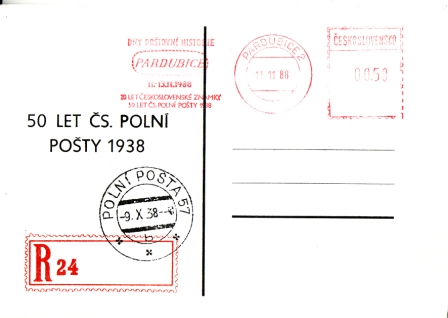 DNY POŠTOVNÍ HISTORIE
PARDUBICE
11.-13.11.1988
70 LET ČESKOSLOVENSKÉ ZNÁMKY
50 LET ČS. POLNÍ POŠTY 1938
PARDUBICE 2
11 11 88
ČESKOSLOVENSKO
00.50
50 LET ČS. POLNÍ
POŠTY 1938
POLNÍ POŠTA 57
-9. X 38
b
R 24